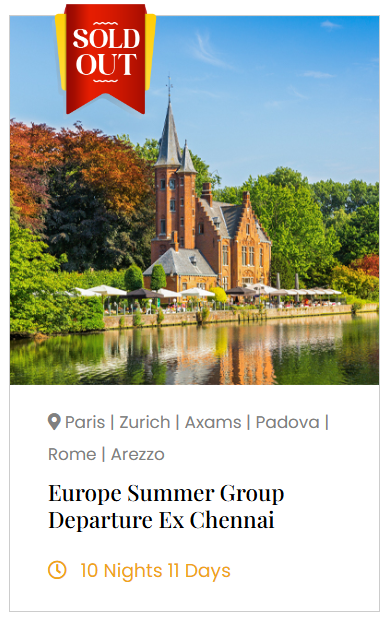 SOLD
OUT
Paris | Zurich | Axams | Padova |
Rome | Arezzo
Europe Summer Group
Departure Ex Chennai
10 Nights 11 Days